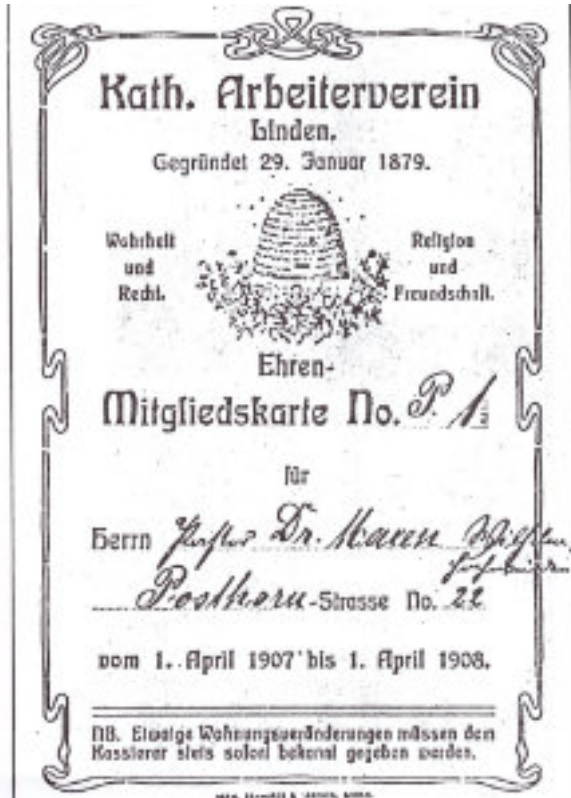 Kath. Arbeiterverein
Linden.
Gegründet 29. Januar 1879.
Wahrheit
und
Recht.
Religion
und
Freundschaft.
Ehren-
Mitgliedskarte No. P. 1
für
Herrn Pastor Dr. Maxen
Posthorn-Strasse No. 22
vom 1. April 1907 bis 1. April 1908.
NB. Etwaige Wohnungsveränderungen müssen dem
Kassierer stets sofort bekannt gegeben werden.